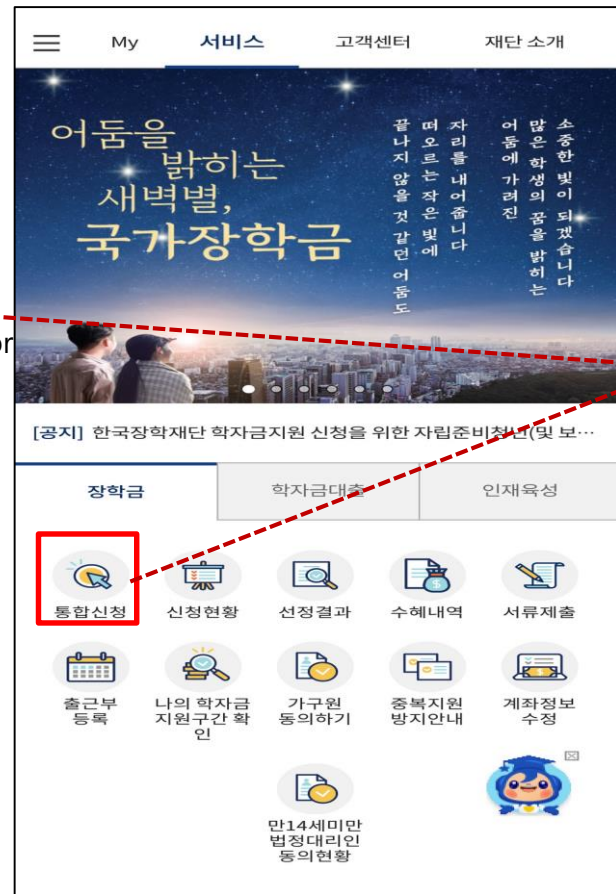 My
서비스
고객센터
재단 소개
어둠을
밝히는
새벽별,
국가장학금
소중한 빛이 되겠습니다
많은 학생의 꿈을 밝히는
어둠에 가려진
자리를 내어줍니다
떠오르는 작은 빛에
끝나지 않을 것 같던 어둠도
or
[공지] 한국장학재단 학자금지원 신청을 위한 자립준비청년(및 보…
장학금
학자금대출
인재육성
통합신청
신청현황
선정결과
수혜내역
서류제출
출근부
등록
나의 학자금
지원구간 확
인
가구원
동의하기
중복지원
방지안내
계좌정보
수정
만14세미만
법정대리인
동의현황